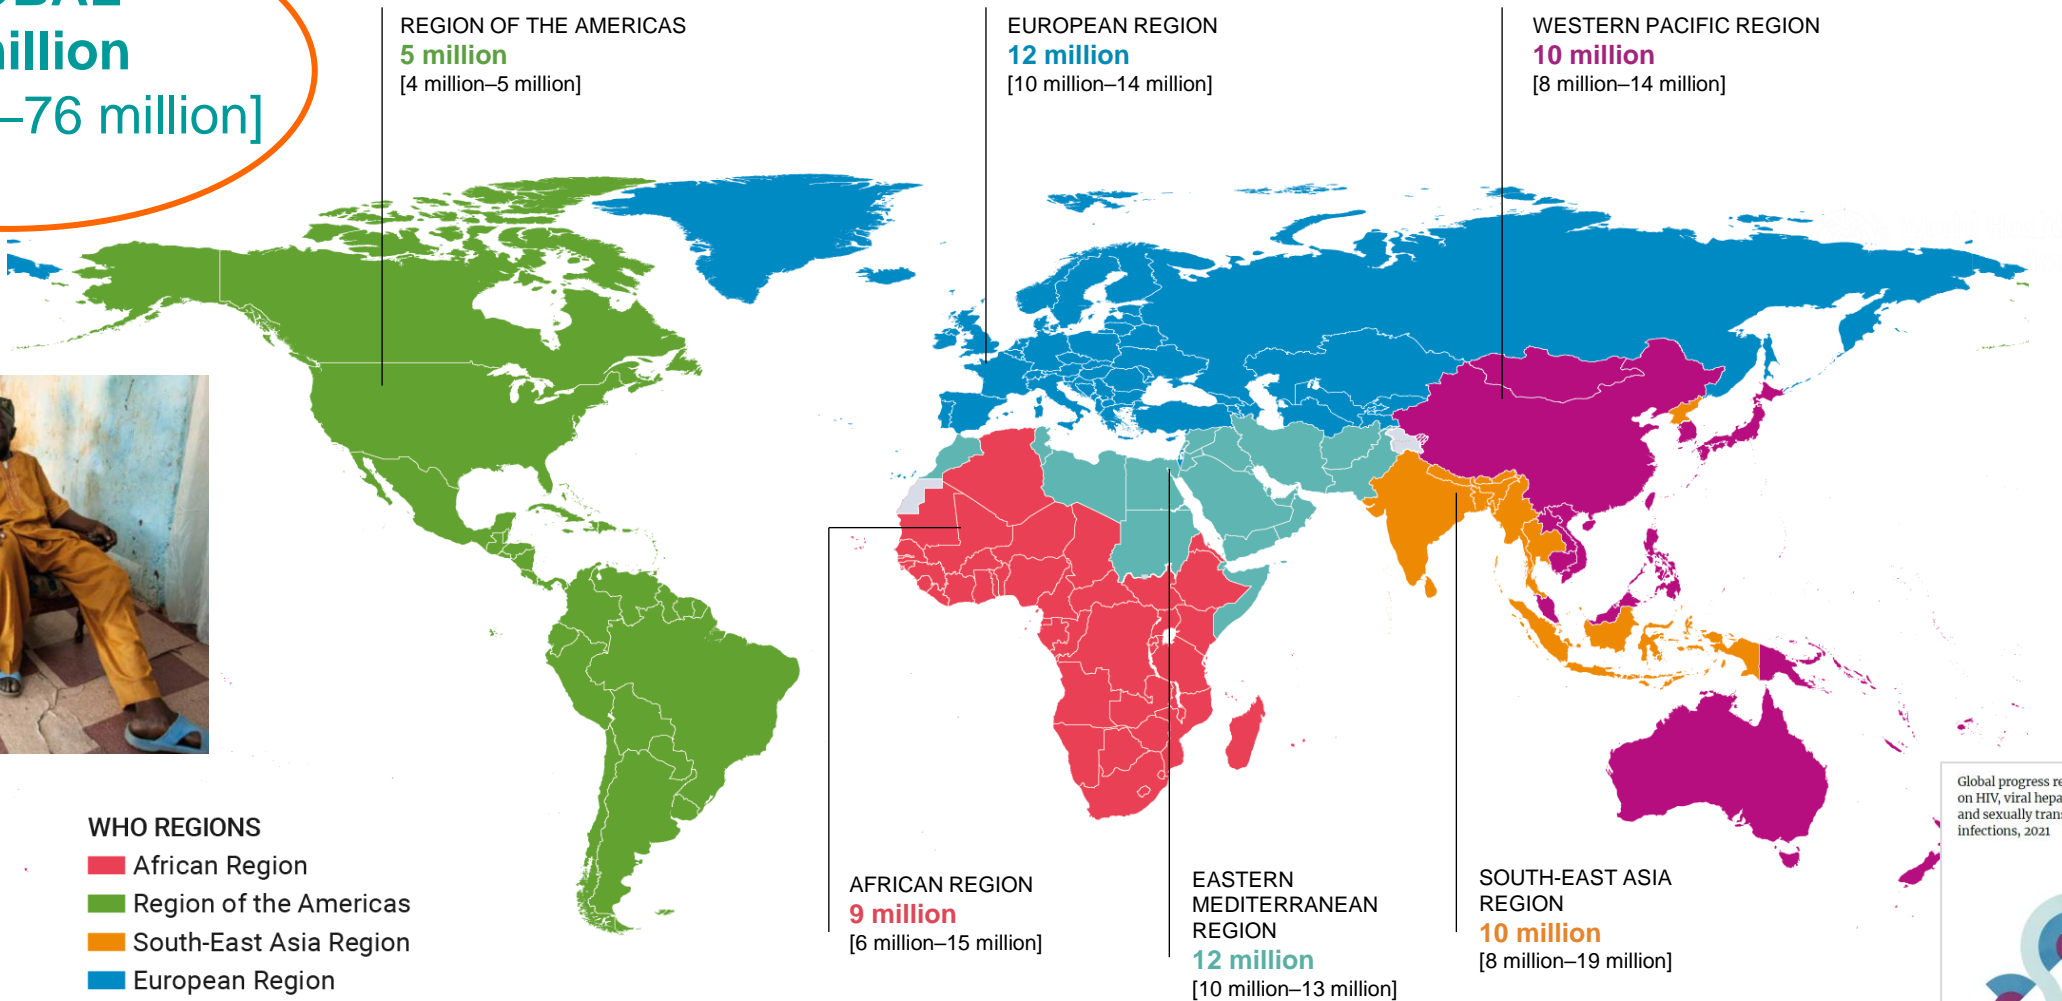 –76 million]
REGION OF THE AMERICAS
5 million
[4 million–5 million]
EUROPEAN REGION
12 million
[10 million–14 million]
WESTERN PACIFIC REGION
10 million
[8 million–14 million]
WHO REGIONS
African Region
Region of the Americas
South-East Asia Region
European Region
AFRICAN REGION
9 million
[6 million–15 million]
EASTERN
MEDITERRANEAN
REGION
12 million
[10 million–13 million]
SOUTH-EAST ASIA
REGION
10 million
[8 million–19 million]
Global progress
on HIV, viral
and sexually
infections, 2021